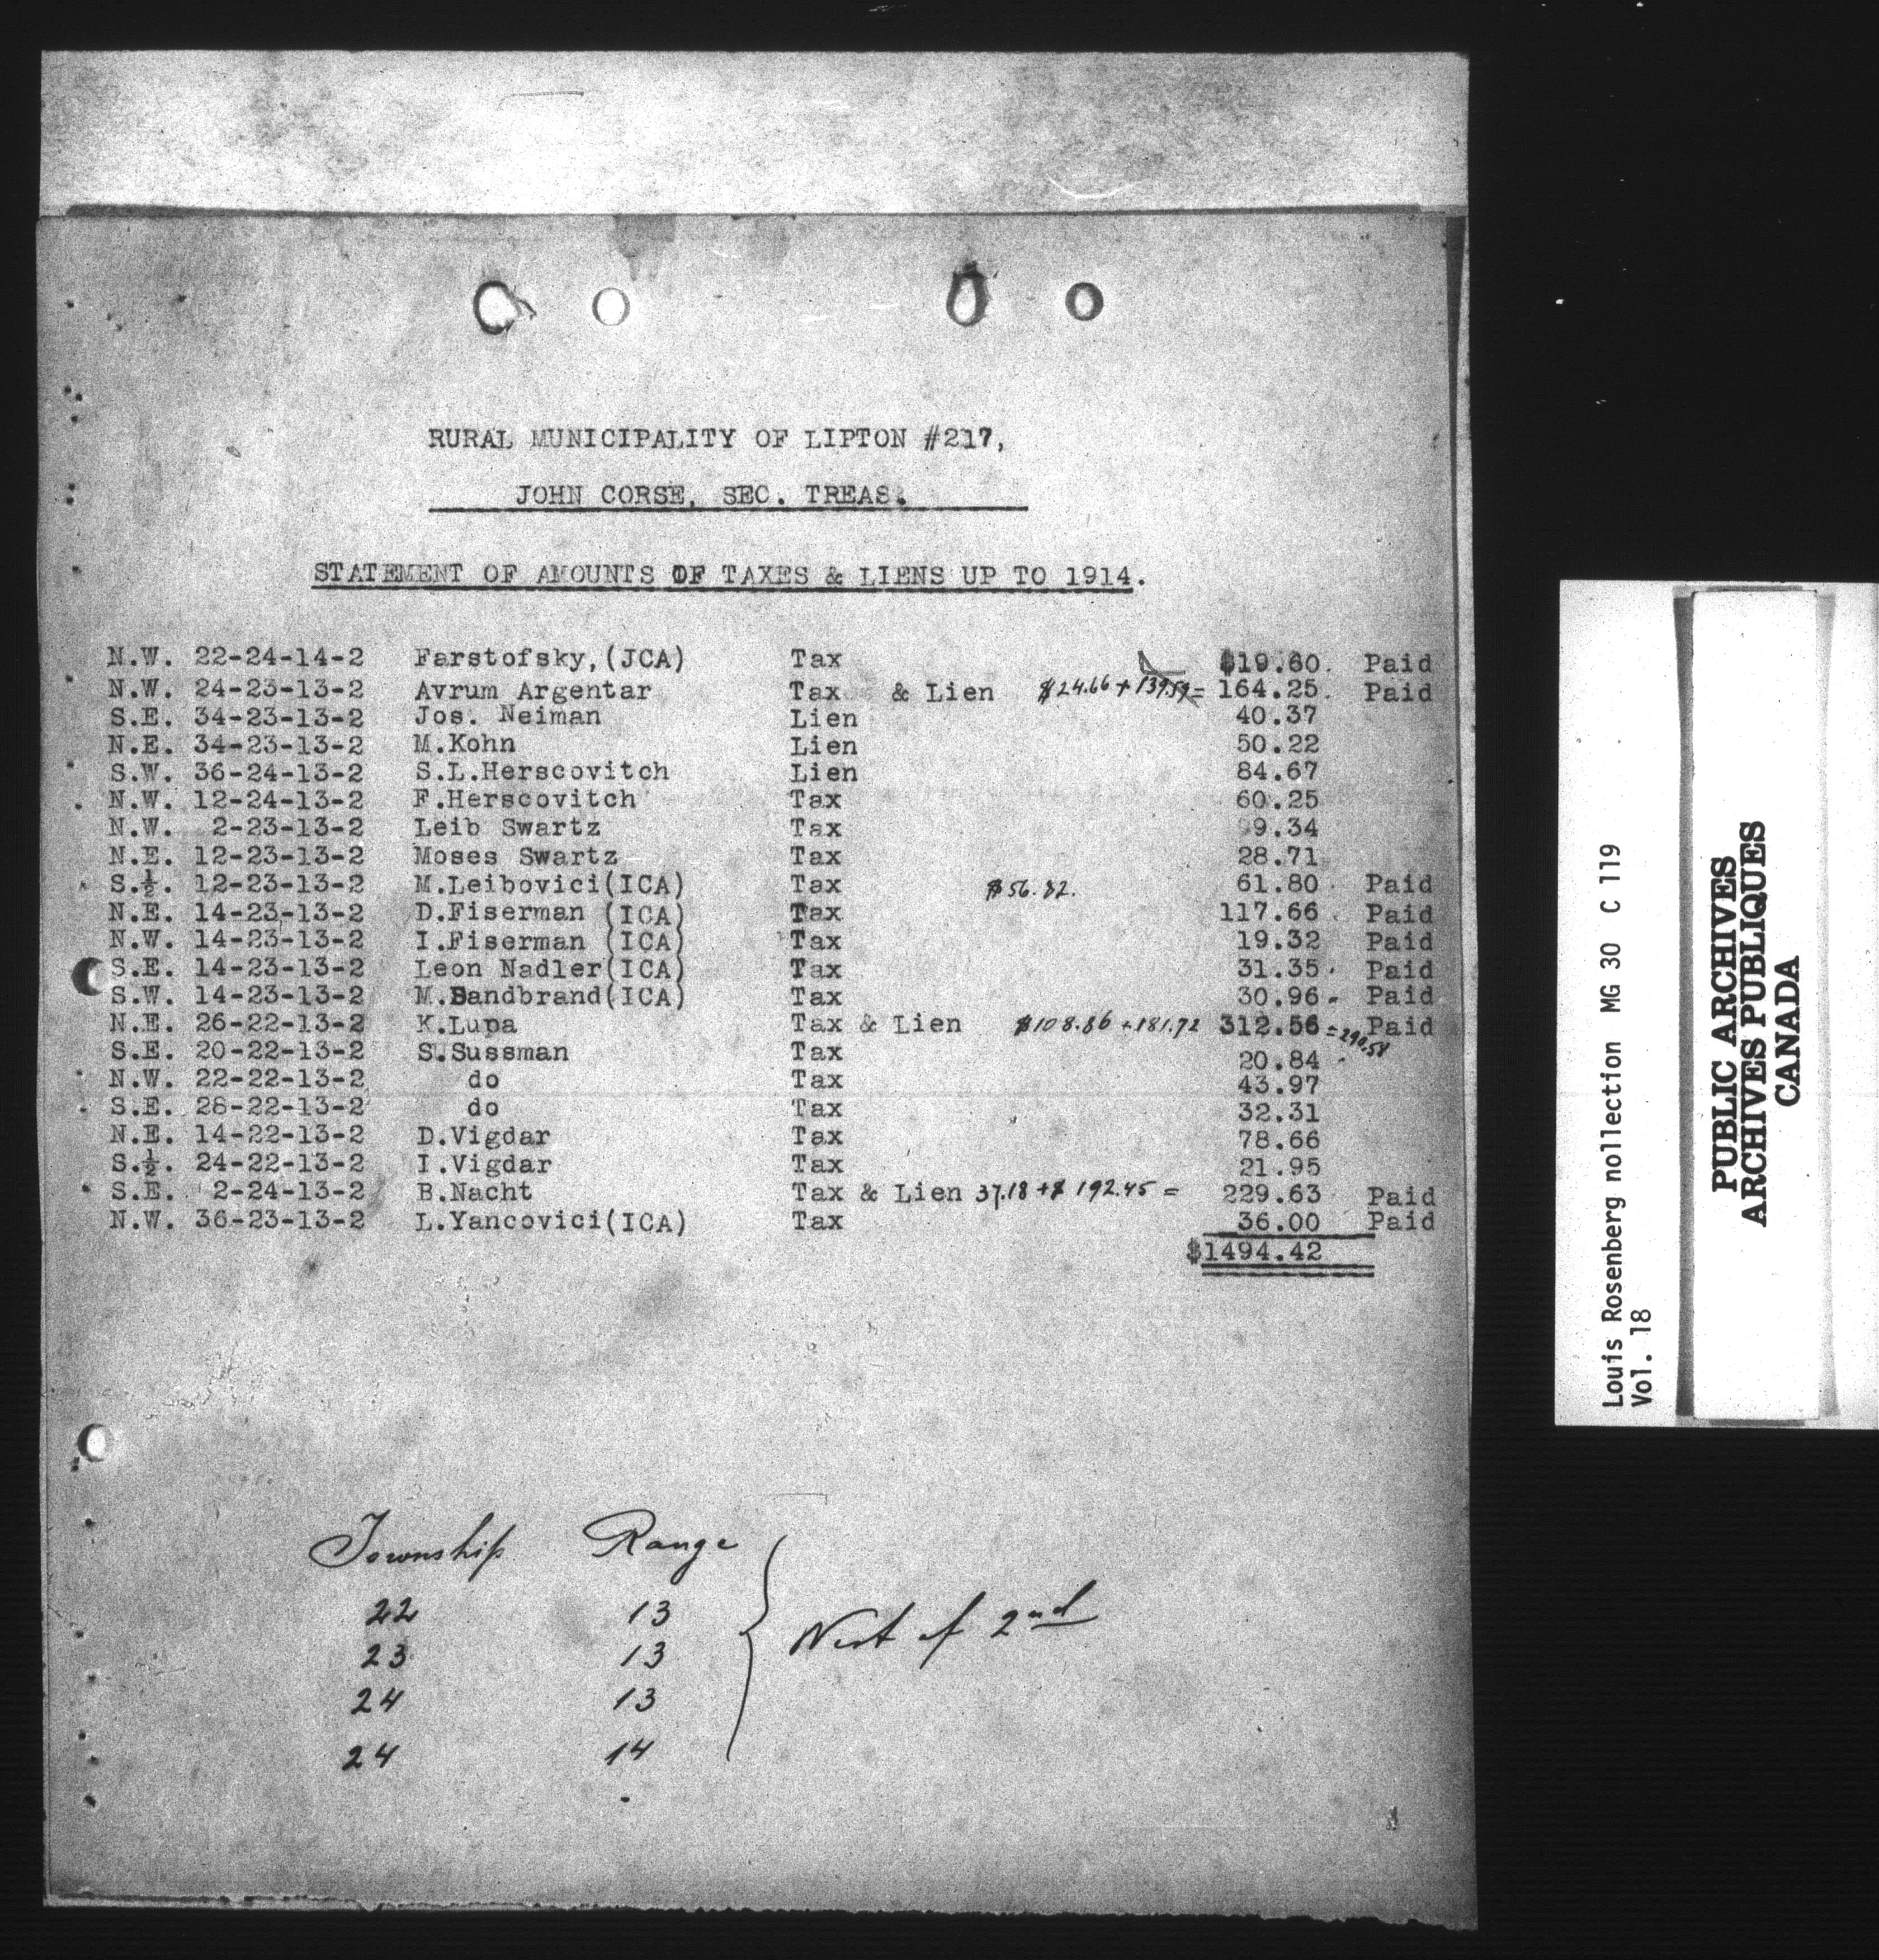 RURAL MUNICIPALITY OF LIPTON #217,
JOHN CORSE, SEC. TREAS.
STATEMENT OF AMOUNTS OF TAXES & LIENS UP TO 1914.
N.W. 22-24-14-2 Farstofsky,(JCA) Tax $19.60. Paid
N.W. 24-23-13-2 Avrum Argentar Tax & Lien $24.66 + 139.59 = 164.25. Paid
S.E. 34-23-13-2 Jos. Neiman Lien 40.37
N.E. 34-23-13-2 M.Kohn Lien 50.22
S.W. 36-24-13-2 S.L.Herscovitch Lien 84.67
N.W. 12-24-13-2 F.Herscovitch Tax 60.25
N.W. 2-23-13-2 Leib Swartz Tax 9.34
N.E. 12-23-13-2 Moses Swartz Tax 28.71
S.½. 12-23-13-2 M.Leibovici(ICA) Tax $56.82. 61.80 Paid
N.E. 14-23-13-2 D.Fiserman (ICA) Tax 117.66 Paid
N.W. 14-23-13-2 I.Fiserman (ICA) Tax 19.32 Paid
S.E. 14-23-13-2 Leon Nadler(ICA) Tax 31.35 Paid
S.W. 14-23-13-2 M.Sandbrand(ICA) Tax 30.96 Paid
N.E. 26-22-13-2 K.Lupa Tax & Lien $108.86 + 181.72 312.56 = 290.58 Paid
S.E. 20-22-13-2 S.Sussman Tax 20.84
N.W. 22-22-13-2 do Tax 43.97
S.E. 28-22-13-2 do Tax 32.31
N.E. 14-22-13-2 D.Vigdar Tax 78.66
S.½. 24-22-13-2 I.Vigdar Tax 21.95
S.E. 2-24-13-2 B.Nacht Tax & Lien 37.18 + $192.45 = 229.63 Paid
N.W. 36-23-13-2 L.Yancovici(ICA) Tax 36.00 Paid
$1494.42
Township Range
22 13
23 13
24 13
24 14
West of 2nd
Louis Rosenberg nollection MG 30 C 119
Vol. 18
PUBLIC ARCHIVES
ARCHIVES PUBLIQUES
CANADA